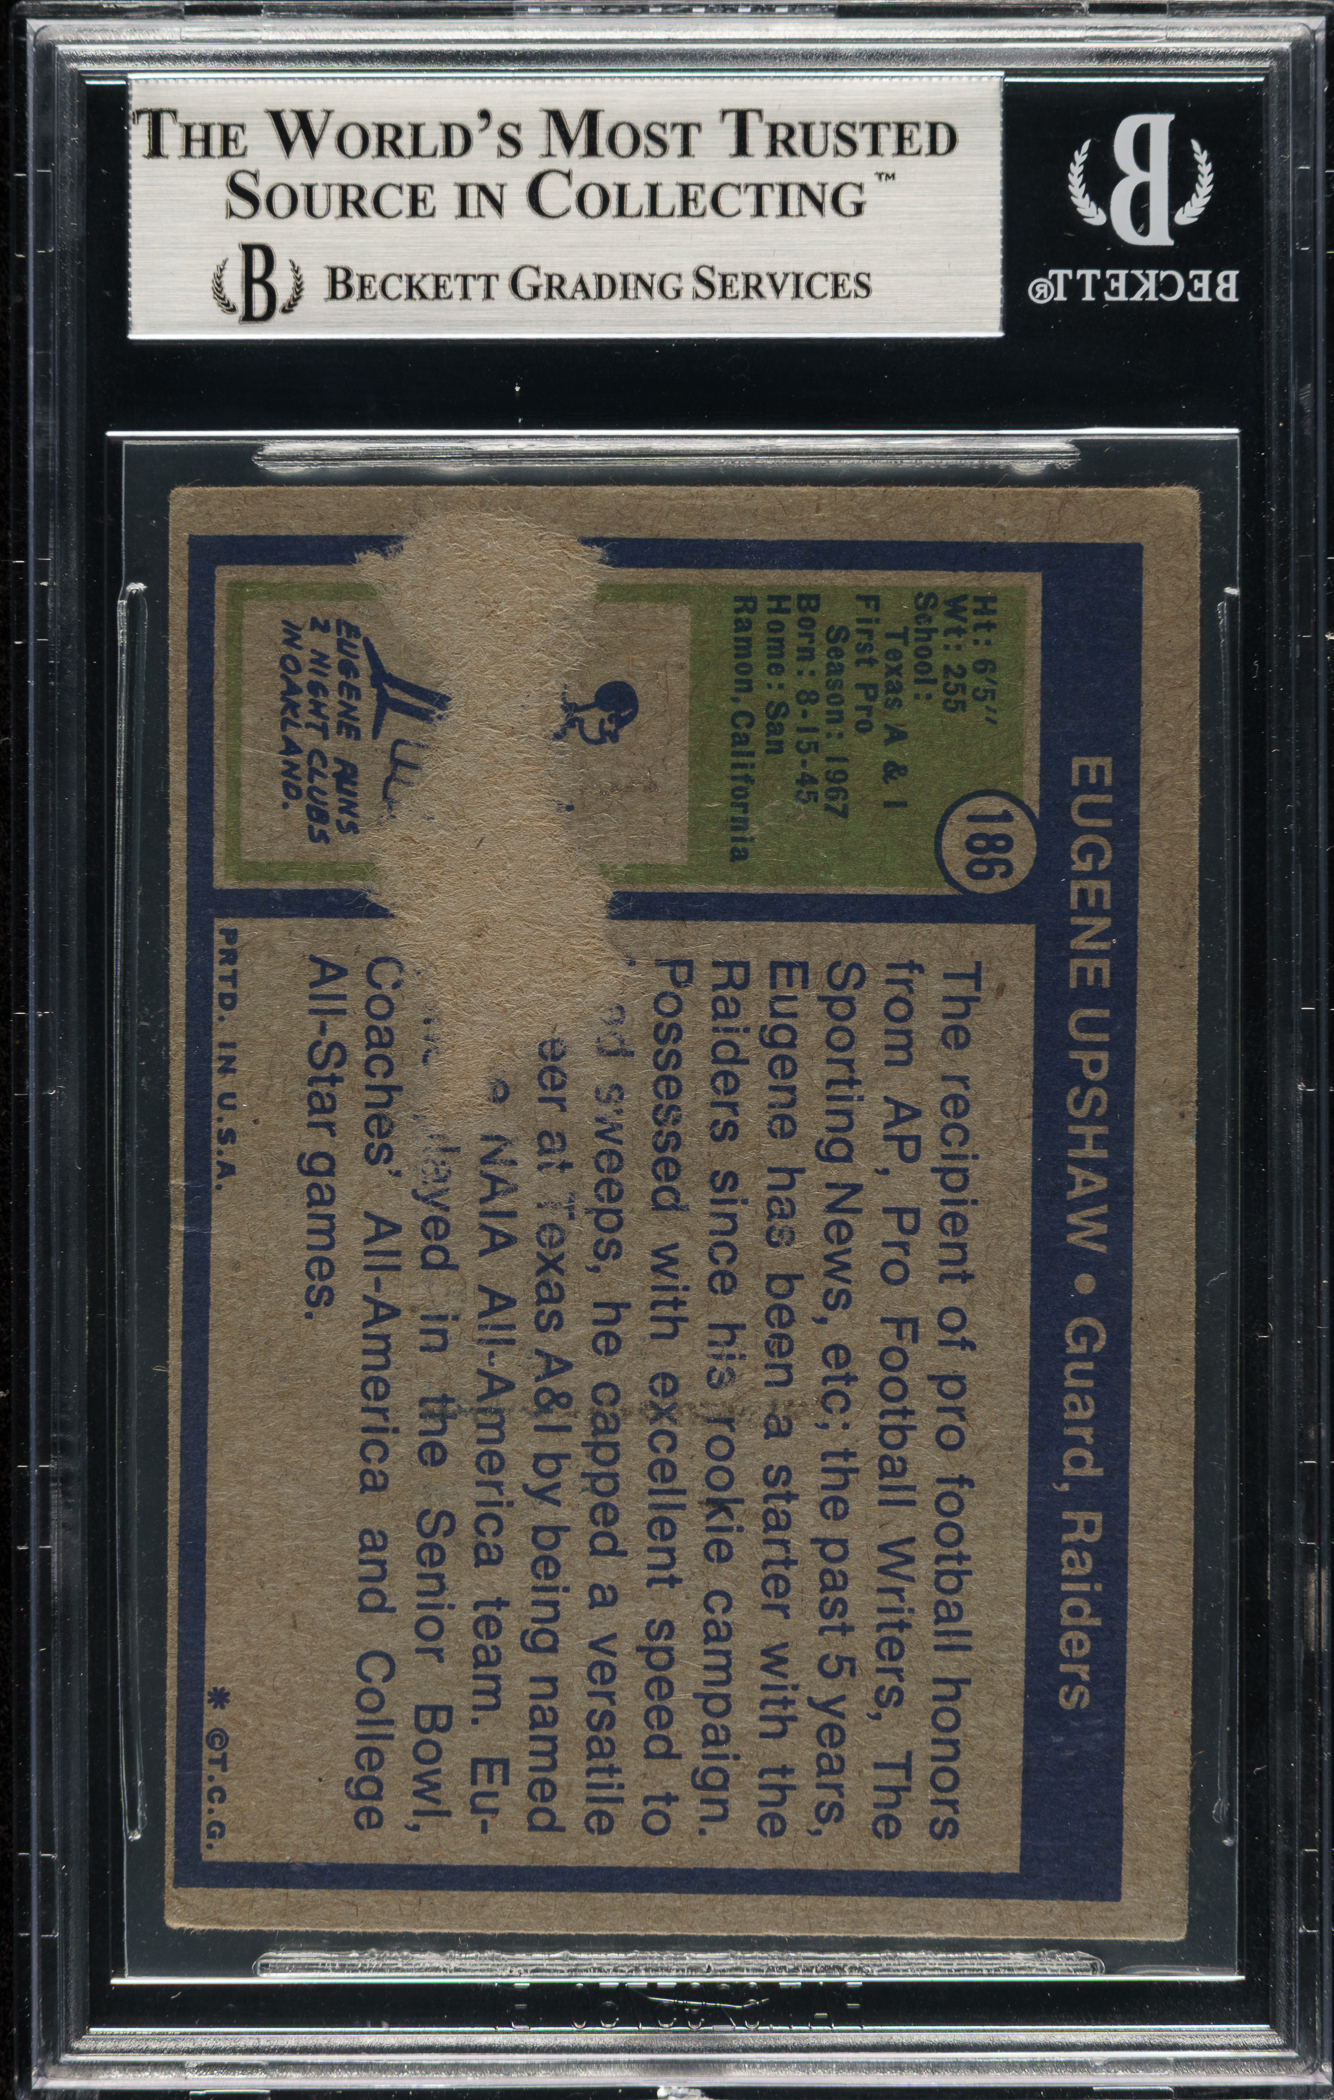 THE WORLD'S MOST TRUSTED
SOURCE IN COLLECTING™
B BECKETT GRADING SERVICES
B
BECKETT®
EUGENE UPSHAW • Guard, Raiders
186
Ht: 6'5"
Wt: 255
School:
Texas A & I
First Pro
Season: 1967
Born: 8-15-45
Home: San
Ramon, California
EUGENE RUNS
2 NIGHT CLUBS
IN OAKLAND.
The recipient of pro football honors
from AP, Pro Football Writers, The
Sporting News, etc; the past 5 years,
Eugene has been a starter with the
Raiders since his rookie campaign.
Possessed with excellent speed to
sweeps, he capped a versatile
at Texas A&I by being named
NAIA All-America team. Eu-
in the Senior Bowl,
Coaches' All-America and College
All-Star games.
PRTD. IN U.S.A.
* ©T.C.G.